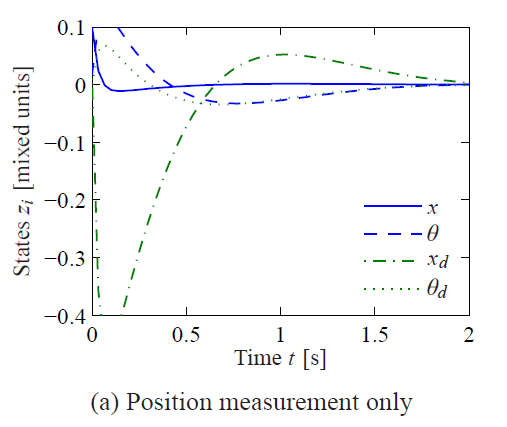 0.1
0
−0.1
−0.2
−0.3
−0.4
States z_i [mixed units]
x
θ
x_d
θ_d
0
0.5
1
1.5
2
Time t [s]
(a) Position measurement only